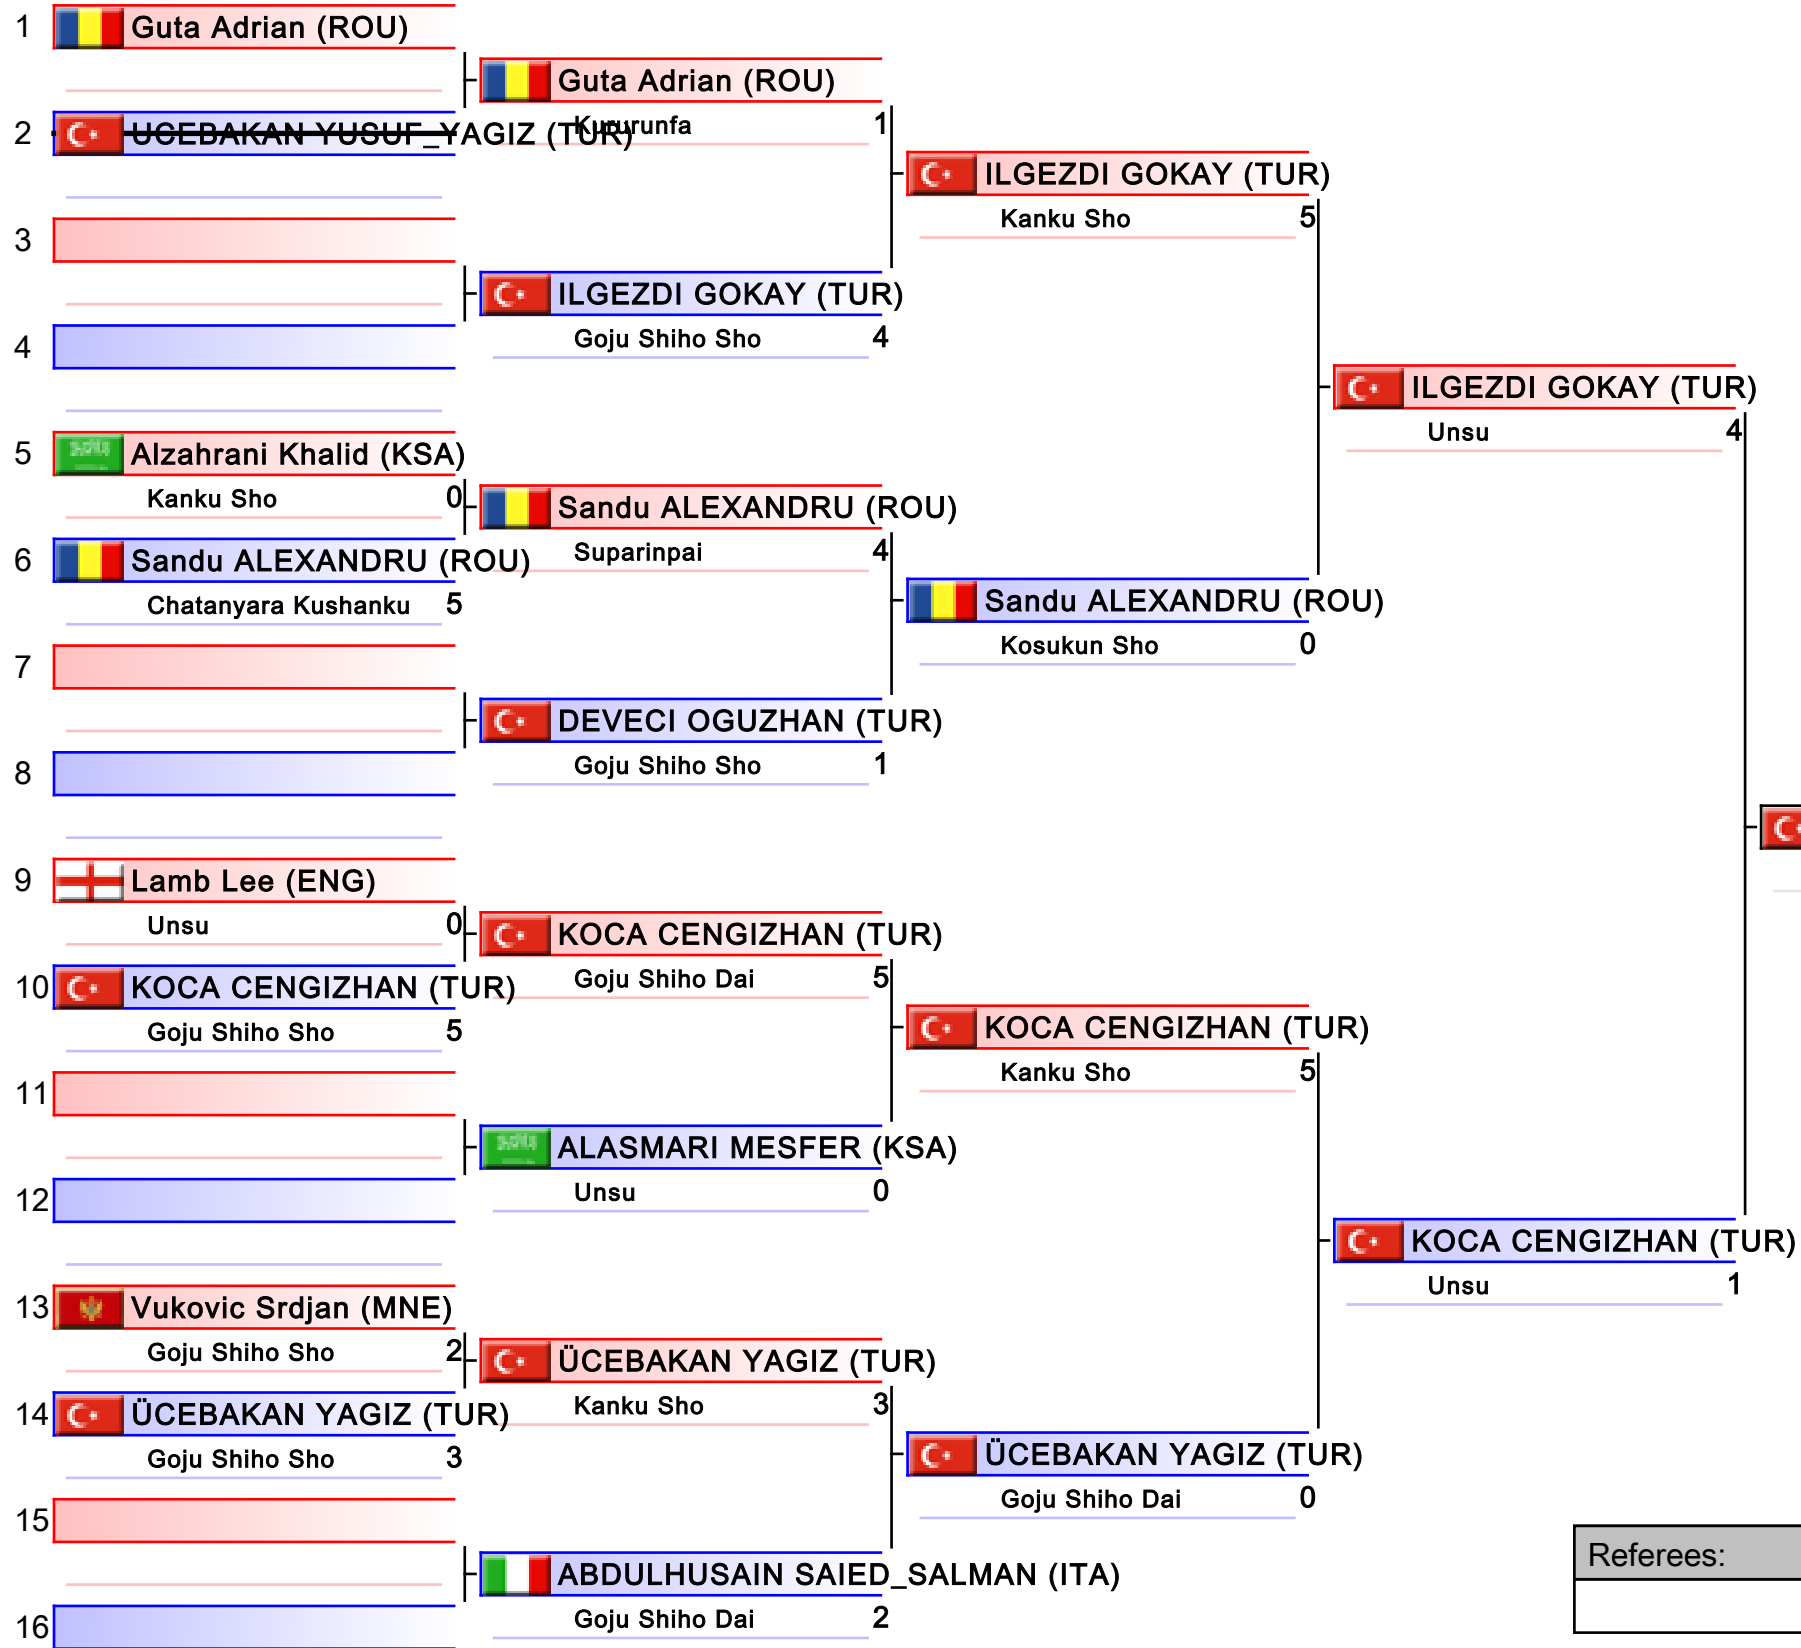 1 Guta Adrian (ROU)
Guta Adrian (ROU)
Kururunfa 1
2 UCEBAKAN YUSUF_YAGIZ (TUR)
ILGEZDI GOKAY (TUR)
Kanku Sho 5
3
ILGEZDI GOKAY (TUR)
Goju Shiho Sho 4
4
ILGEZDI GOKAY (TUR)
Unsu 4
5 Alzahrani Khalid (KSA)
Kanku Sho 0
Sandu ALEXANDRU (ROU)
Suparinpai 4
6 Sandu ALEXANDRU (ROU)
Chatanyara Kushanku 5
Sandu ALEXANDRU (ROU)
Kosukun Sho 0
7
DEVECI OGUZHAN (TUR)
Goju Shiho Sho 1
8
9 Lamb Lee (ENG)
Unsu 0
KOCA CENGIZHAN (TUR)
Goju Shiho Dai 5
10 KOCA CENGIZHAN (TUR)
Goju Shiho Sho 5
KOCA CENGIZHAN (TUR)
Kanku Sho 5
11
ALASMARI MESFER (KSA)
Unsu 0
12
KOCA CENGIZHAN (TUR)
Unsu 1
13 Vukovic Srdjan (MNE)
Goju Shiho Sho 2
ÜCEBAKAN YAGIZ (TUR)
Kanku Sho 3
14 ÜCEBAKAN YAGIZ (TUR)
Goju Shiho Sho 3
ÜCEBAKAN YAGIZ (TUR)
Goju Shiho Dai 0
15
ABDULHUSAIN SAIED_SALMAN (ITA)
Goju Shiho Dai 2
16
Referees: